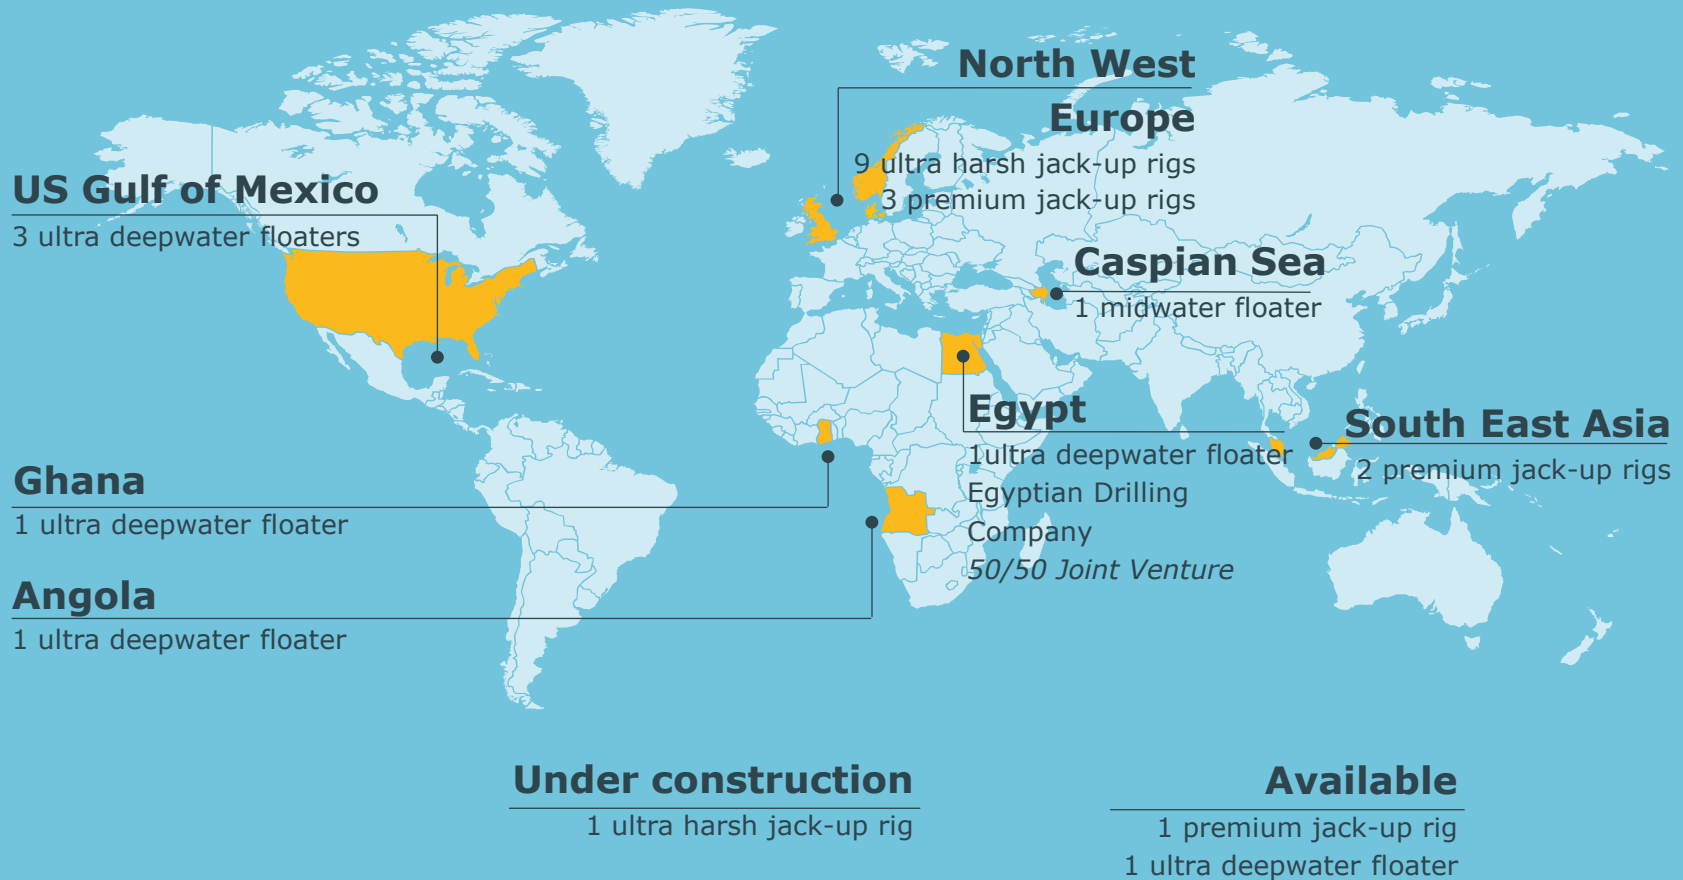 North West
Europe
9 ultra harsh jack-up rigs
3 premium jack-up rigs
US Gulf of Mexico
3 ultra deepwater floaters
Caspian Sea
1 midwater floater
Egypt
1ultra deepwater floater
Egyptian Drilling
Company
50/50 Joint Venture
South East Asia
2 premium jack-up rigs
Ghana
1 ultra deepwater floater
Angola
1 ultra deepwater floater
Under construction
1 ultra harsh jack-up rig
Available
1 premium jack-up rig
1 ultra deepwater floater